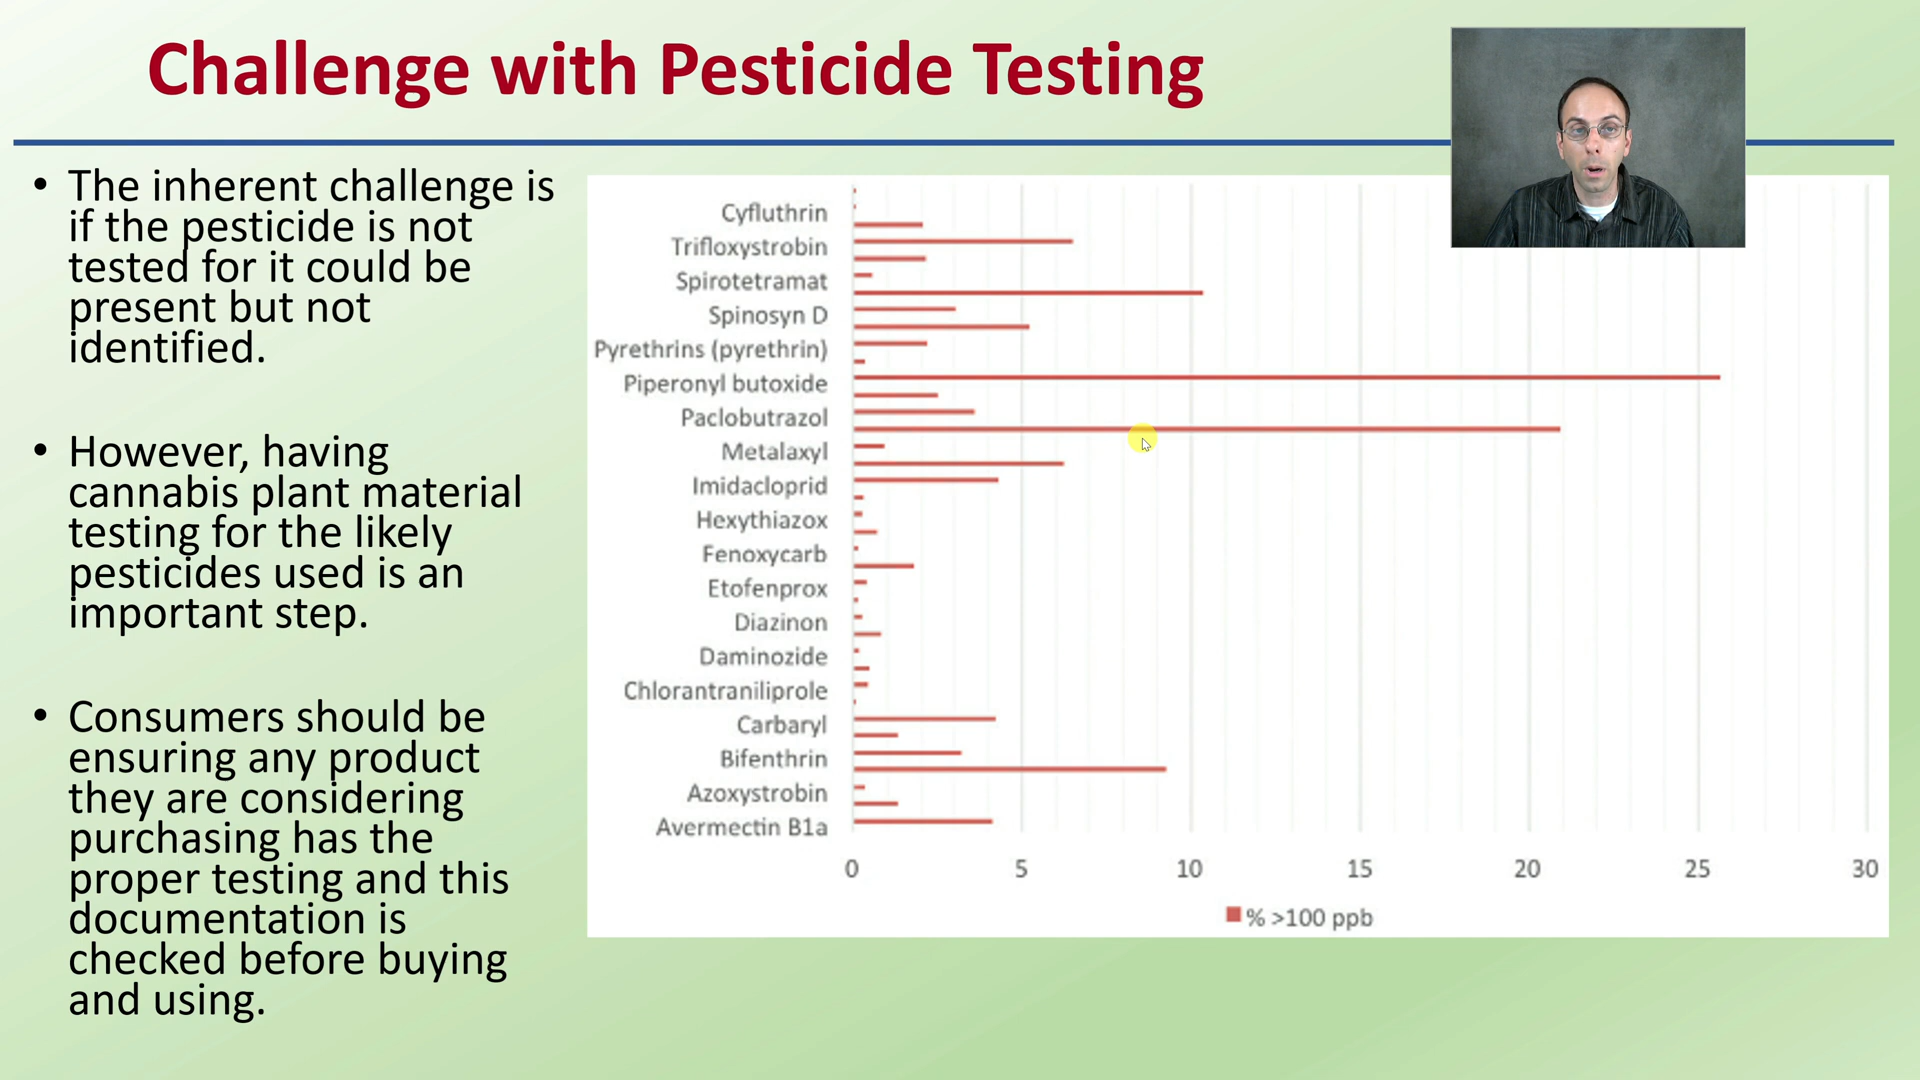 Challenge with Pesticide Testing
• The inherent challenge is
if the pesticide is not
tested for it could be
present but not
identified.
• However, having
cannabis plant material
testing for the likely
pesticides used is an
important step.
• Consumers should be
ensuring any product
they are considering
purchasing has the
proper testing and this
documentation is
checked before buying
and using.
Cyfluthrin
Trifloxystrobin
Spirotetramat
Spinosyn D
Pyrethrins (pyrethrin)
Piperonyl butoxide
Paclobutrazol
Metalaxyl
Imidacloprid
Hexythiazox
Fenoxycarb
Etofenprox
Diazinon
Daminozide
Chlorantraniliprole
Carbaryl
Bifenthrin
Azoxystrobin
Avermectin B1a
0 5 10 15 20 25 30
% >100 ppb